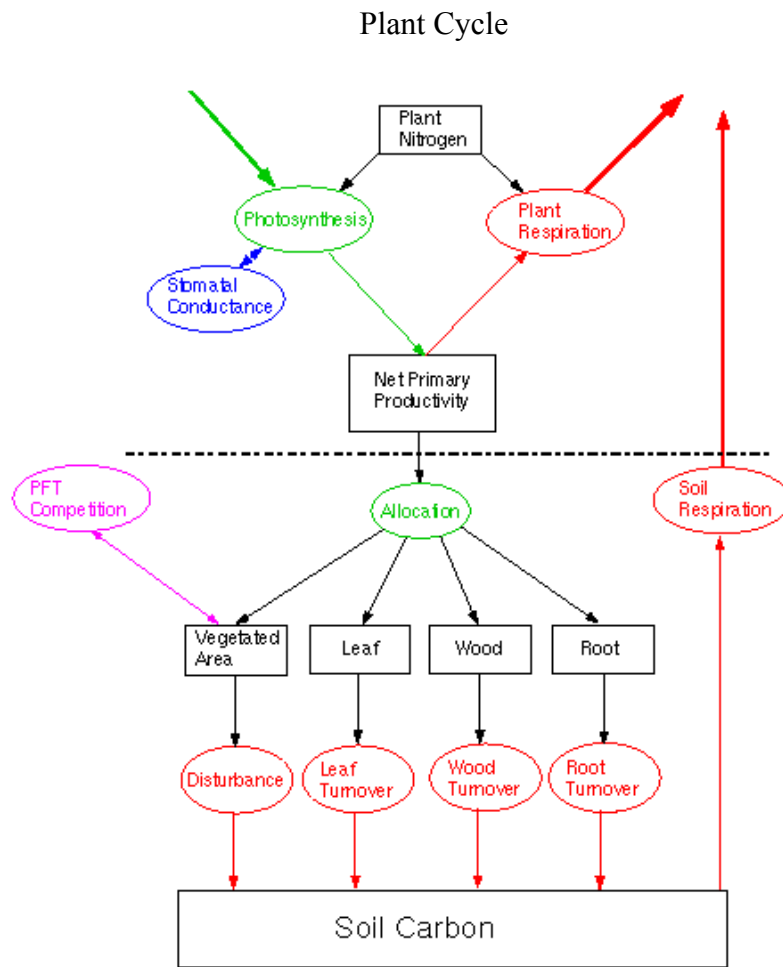 Plant Cycle
Plant
Nitrogen
Photosynthesis
Plant
Respiration
Stomatal
Conductance
Net Primary
Productivity
PFT
Competition
Allocation
Soil
Respiration
Vegetated
Area
Leaf
Wood
Root
Disturbance
Leaf
Turnover
Wood
Turnover
Root
Turnover
Soil Carbon